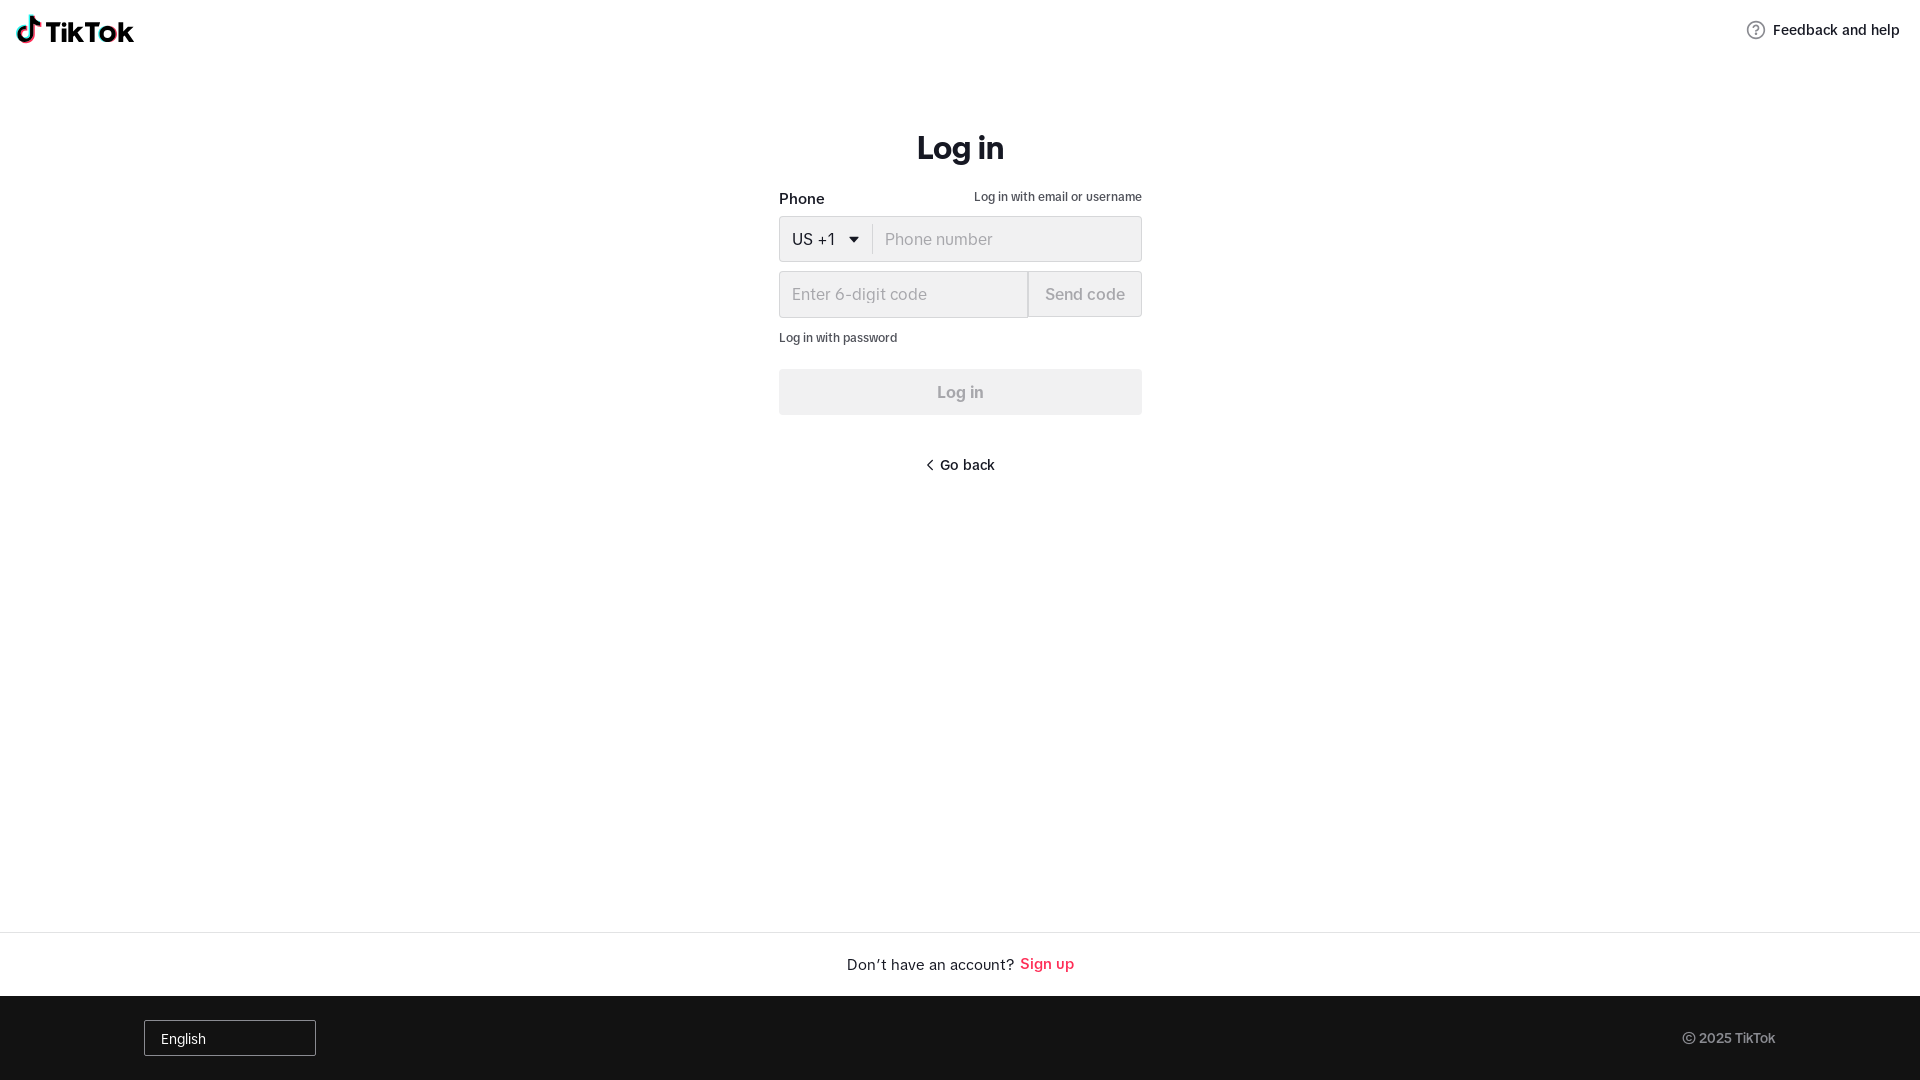 TikTok
Feedback and help
Log in
Phone
Log in with email or username
US +1
Phone number
Enter 6-digit code
Send code
Log in with password
Log in
Go back
Don’t have an account? Sign up
English
© 2025 TikTok